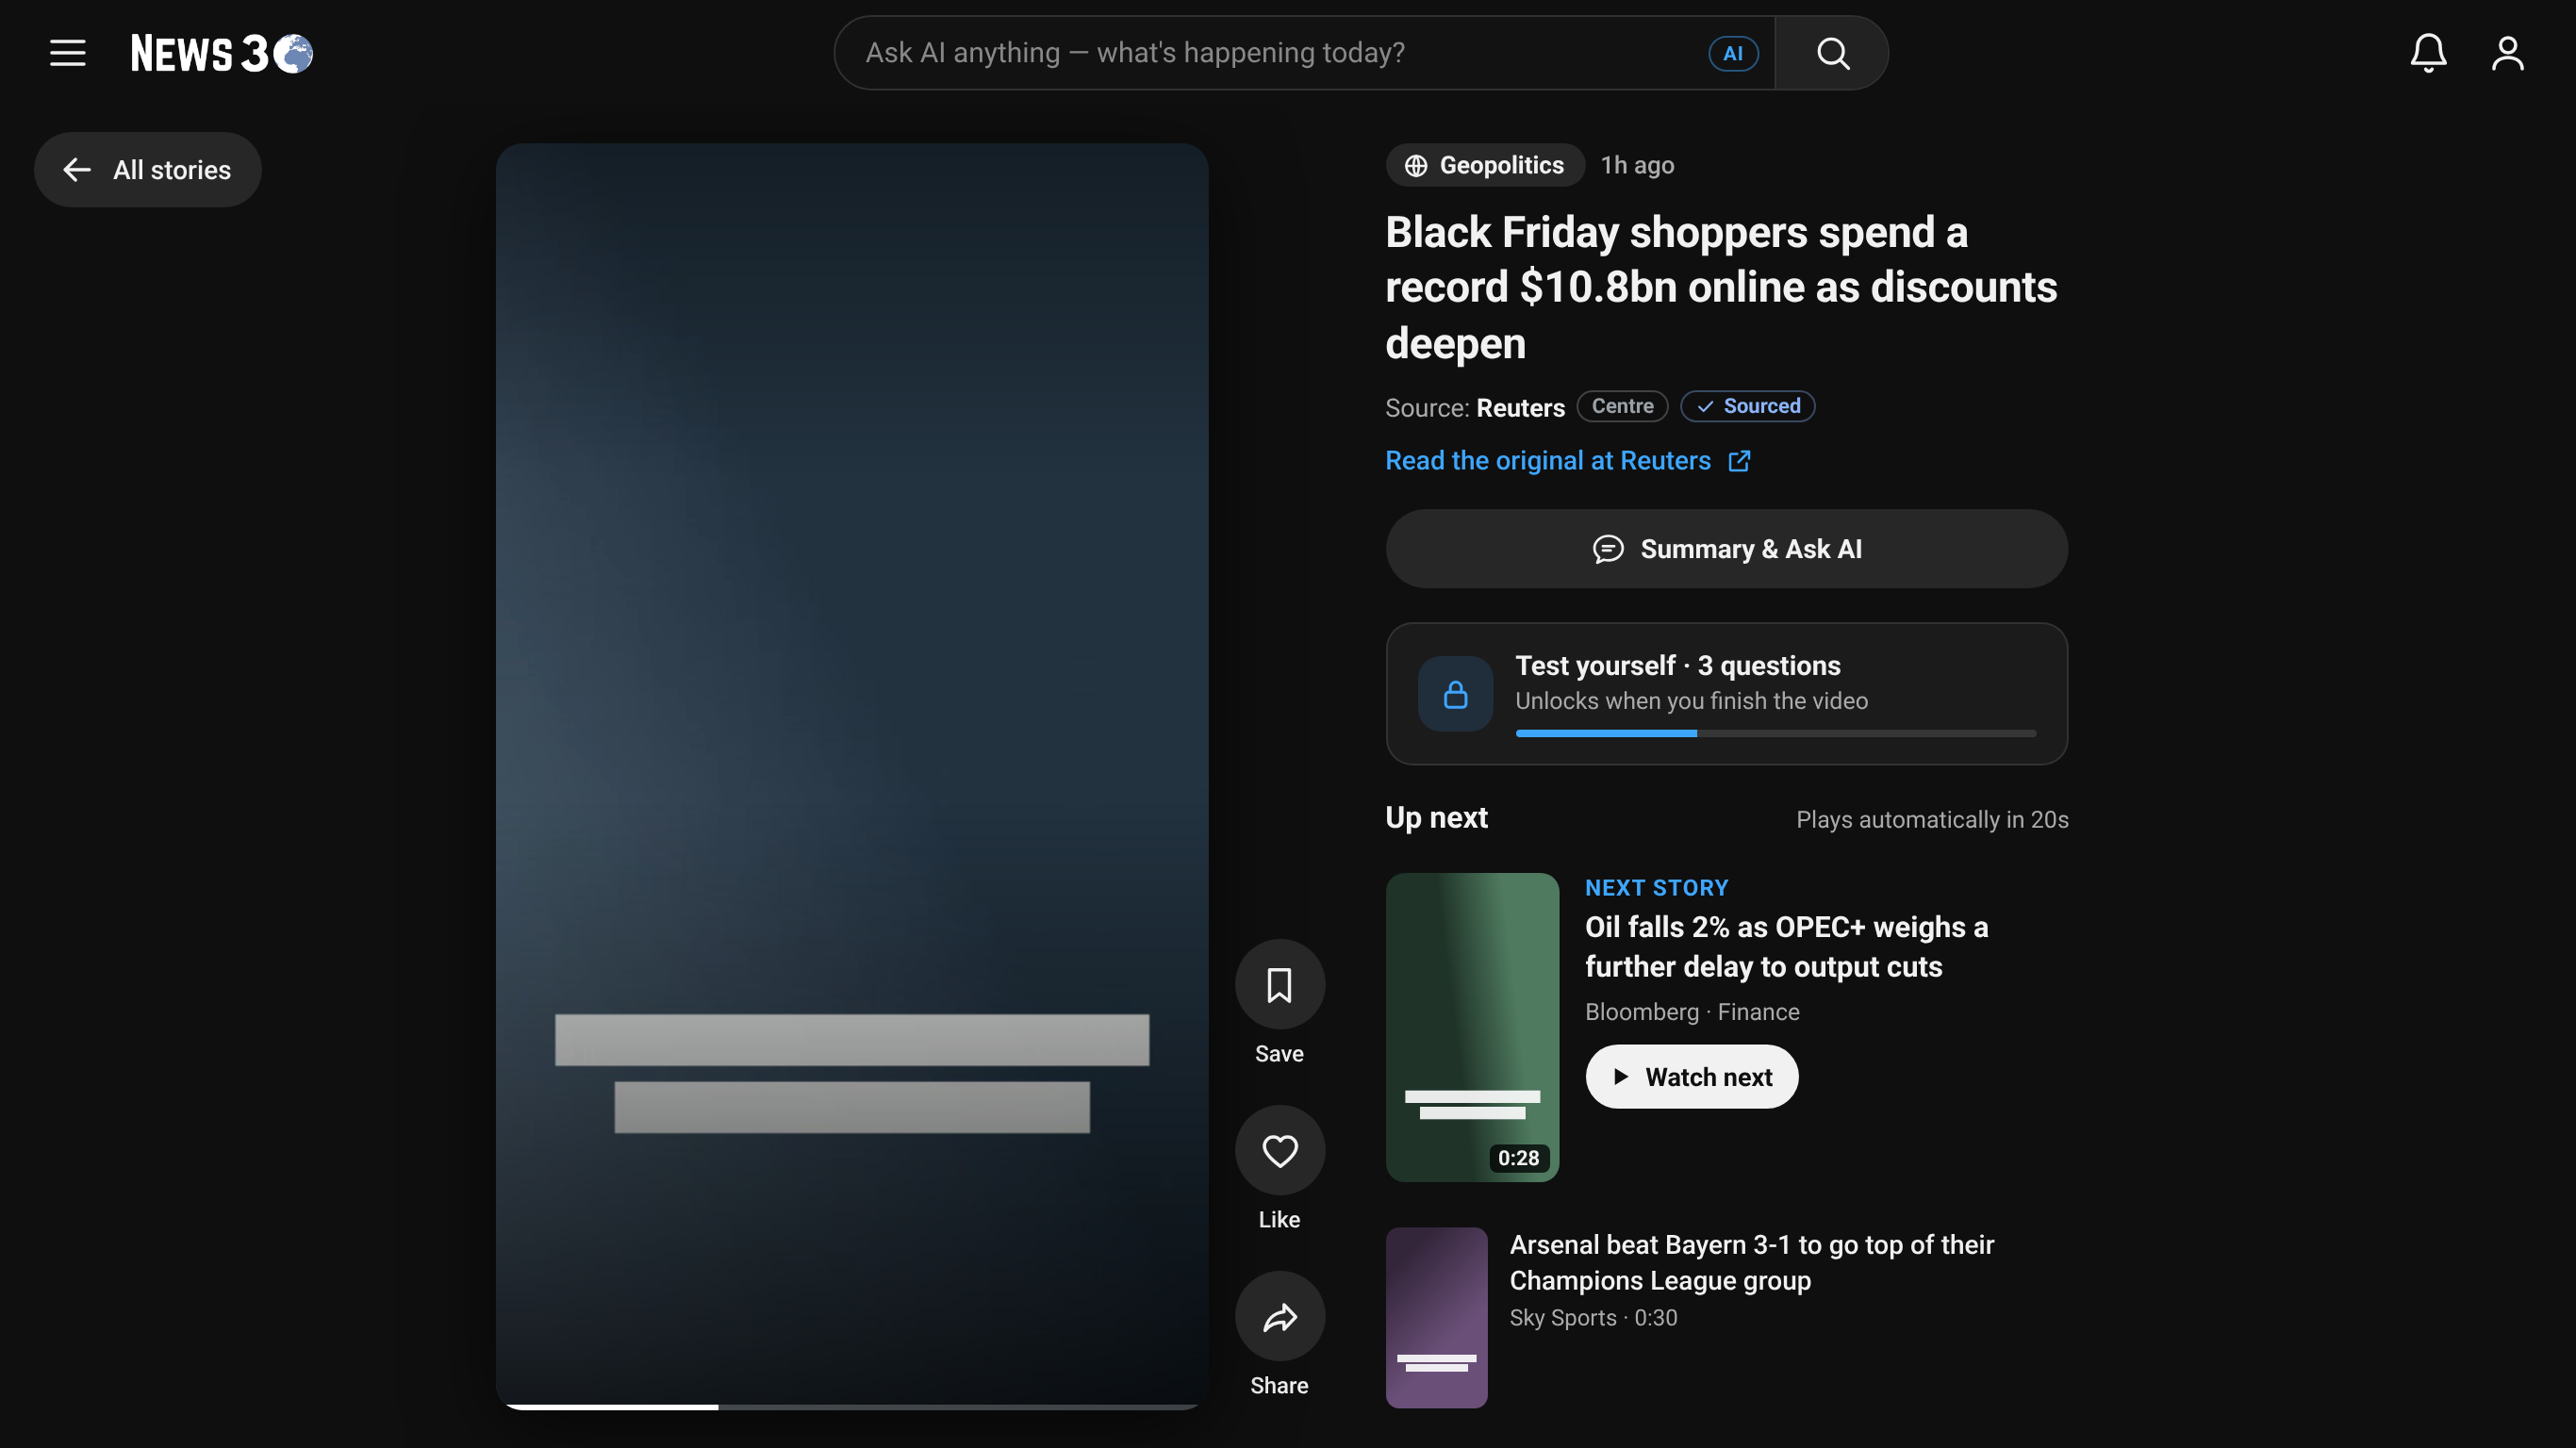 NEWS 3
Ask AI anything — what's happening today?
AI
All stories
Geopolitics
1h ago
Black Friday shoppers spend a
record $10.8bn online as discounts
deepen
Source: Reuters
Centre
Sourced
Read the original at Reuters
Summary & Ask AI
Test yourself · 3 questions
Unlocks when you finish the video
Up next
Plays automatically in 20s
NEXT STORY
Oil falls 2% as OPEC+ weighs a
further delay to output cuts
Bloomberg · Finance
Watch next
0:28
Save
Like
Share
Arsenal beat Bayern 3-1 to go top of their
Champions League group
Sky Sports · 0:30